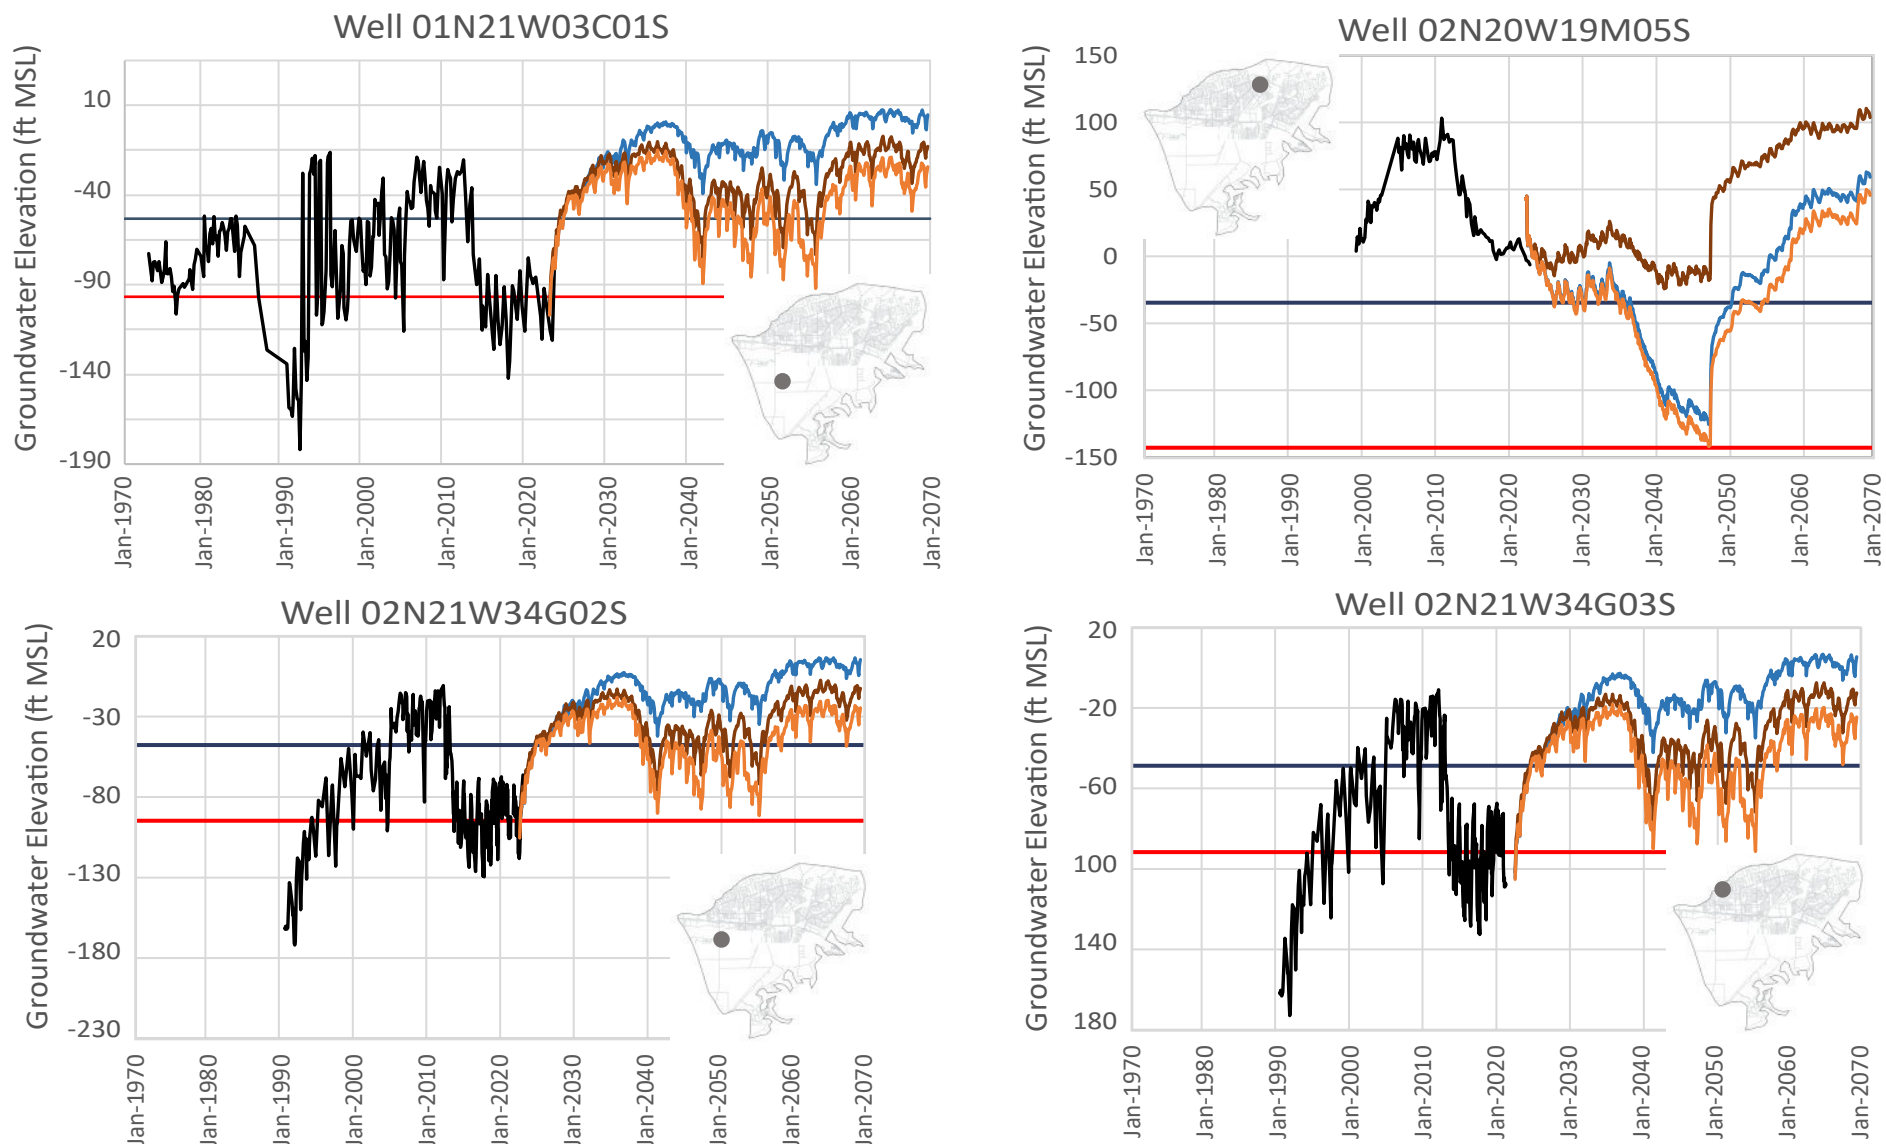 Well 01N21W03C01S
Groundwater Elevation (ft MSL)
10
-40
-90
-140
-190
Jan-1970
Jan-1980
Jan-1990
Jan-2000
Jan-2010
Jan-2020
Jan-2030
Jan-2040
Jan-2050
Jan-2060
Jan-2070
Well 02N20W19M05S
Groundwater Elevation (ft MSL)
150
100
50
0
-50
-100
-150
Jan-1970
Jan-1980
Jan-1990
Jan-2000
Jan-2010
Jan-2020
Jan-2030
Jan-2040
Jan-2050
Jan-2060
Jan-2070
Well 02N21W34G02S
Groundwater Elevation (ft MSL)
20
-30
-80
-130
-180
-230
Jan-1970
Jan-1980
Jan-1990
Jan-2000
Jan-2010
Jan-2020
Jan-2030
Jan-2040
Jan-2050
Jan-2060
Jan-2070
Well 02N21W34G03S
Groundwater Elevation (ft MSL)
20
-20
-60
100
140
180
Jan-1970
Jan-1980
Jan-1990
Jan-2000
Jan-2010
Jan-2020
Jan-2030
Jan-2040
Jan-2050
Jan-2060
Jan-2070